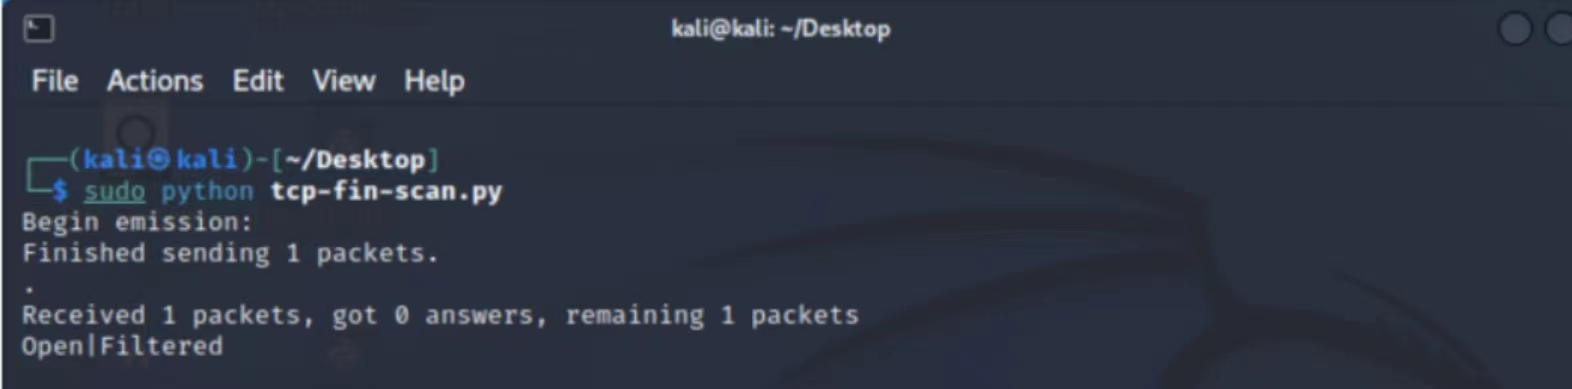 kali@kali: ~/Desktop
File Actions Edit View Help
┌──(kali㉿kali)-[~/Desktop]
└─$ sudo python tcp-fin-scan.py
Begin emission:
Finished sending 1 packets.
.
Received 1 packets, got 0 answers, remaining 1 packets
Open|Filtered